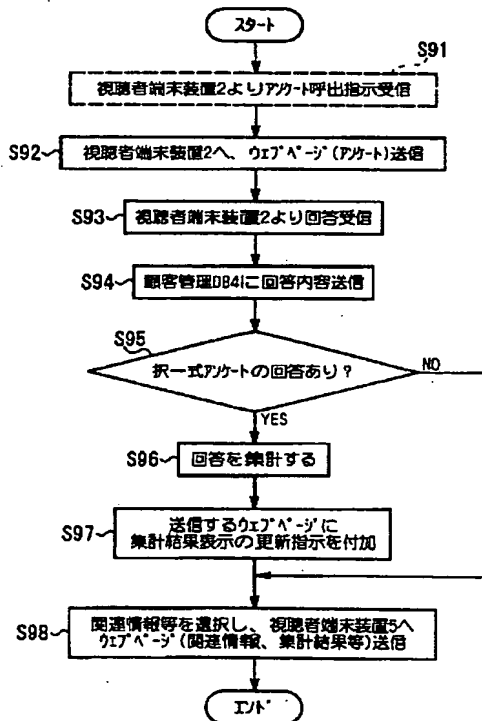 スタート
S91
視聴者端末装置2よりアンケート呼出指示受信
S92
視聴者端末装置2へ、ウェブページ(アンケート)送信
S93
視聴者端末装置2より回答受信
S94
顧客管理DB41に回答内容送信
S95
択一式アンケートの回答あり?
NO
YES
S96
回答を集計する
S97
送信するウェブページに
集計結果表示の更新指示を付加
S98
関連情報等を選択し、視聴者端末装置5へ
ウェブページ(関連情報、集計結果等)送信
エンド